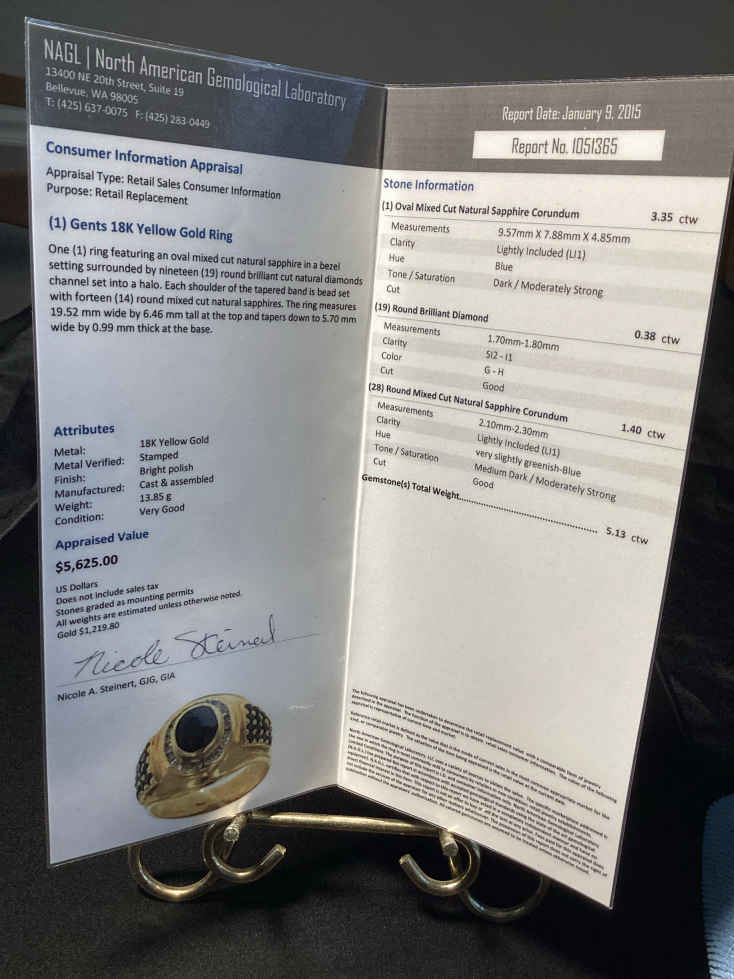 NAGL | North American Gemological Laboratory
13400 NE 20th Street, Suite 19
Bellevue, WA 98005
T: (425) 637-0075 F: (425) 283-0449
Consumer Information Appraisal
Appraisal Type: Retail Sales Consumer Information
Purpose: Retail Replacement
(1) Gents 18K Yellow Gold Ring
One (1) ring featuring an oval mixed cut natural sapphire in a bezel
setting surrounded by nineteen (19) round brilliant cut natural diamonds
channel set into a halo. Each shoulder of the tapered band is bead set
with forteen (14) round mixed cut natural sapphires. The ring measures
19.52 mm wide by 6.46 mm tall at the top and tapers down to 5.70 mm
wide by 0.99 mm thick at the base.
Attributes
Metal: 18K Yellow Gold
Metal Verified: Stamped
Finish: Bright polish
Manufactured: Cast & assembled
Weight: 13.85 g
Condition: Very Good
Appraised Value
$5,625.00
US Dollars
Does not include sales tax
Stones graded as mounting permits
All weights are estimated unless otherwise noted.
Gold $1,219.80
Nicole Steinert
Nicole A. Steinert, GJG, GIA
Report Date: January 9, 2015
Report No. 1051365
Stone Information
(1) Oval Mixed Cut Natural Sapphire Corundum 3.35 ctw
Measurements 9.57mm X 7.88mm X 4.85mm
Clarity Lightly Included (LI1)
Hue Blue
Tone / Saturation Dark / Moderately Strong
Cut
(19) Round Brilliant Diamond 0.38 ctw
Measurements 1.70mm-1.80mm
Clarity SI2 - I1
Color G - H
Cut Good
(28) Round Mixed Cut Natural Sapphire Corundum 1.40 ctw
Measurements 2.10mm-2.30mm
Clarity Lightly Included (LI1)
Hue very slightly greenish-Blue
Tone / Saturation Medium Dark / Moderately Strong
Cut Good
Gemstone(s) Total Weight.................................................... 5.13 ctw